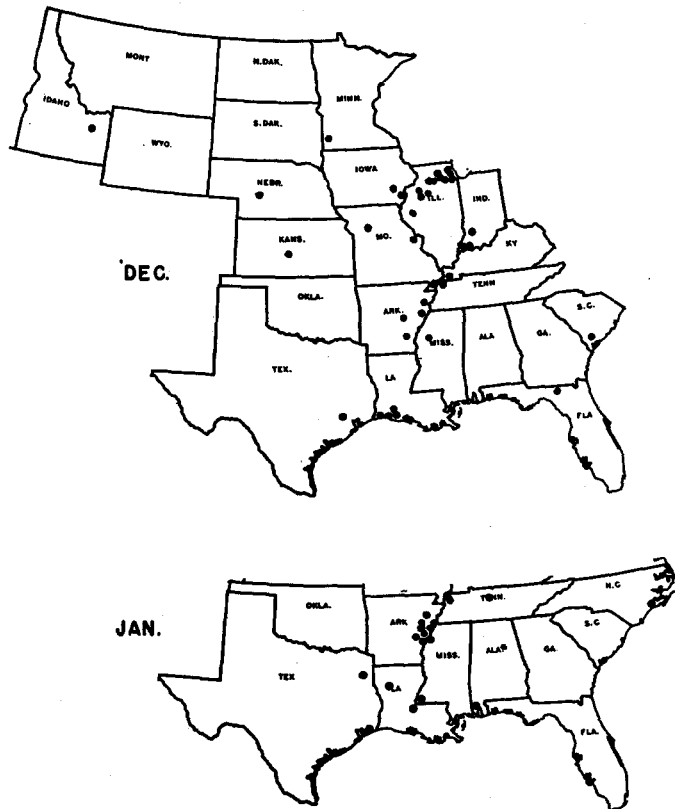 MONT
N.DAK.
MINN.
IDAHO
S.DAK.
WYO.
IOWA
NEBR.
ILL.
IND.
KANS.
MO.
KY
DEC.
TENN
OKLA.
ARK.
S.C.
MISS.
ALA
GA.
TEX.
LA
FLA
N.C
JAN.
OKLA.
ARK
TENN.
S.C
MISS.
ALA
GA
TEX
LA
FLA.